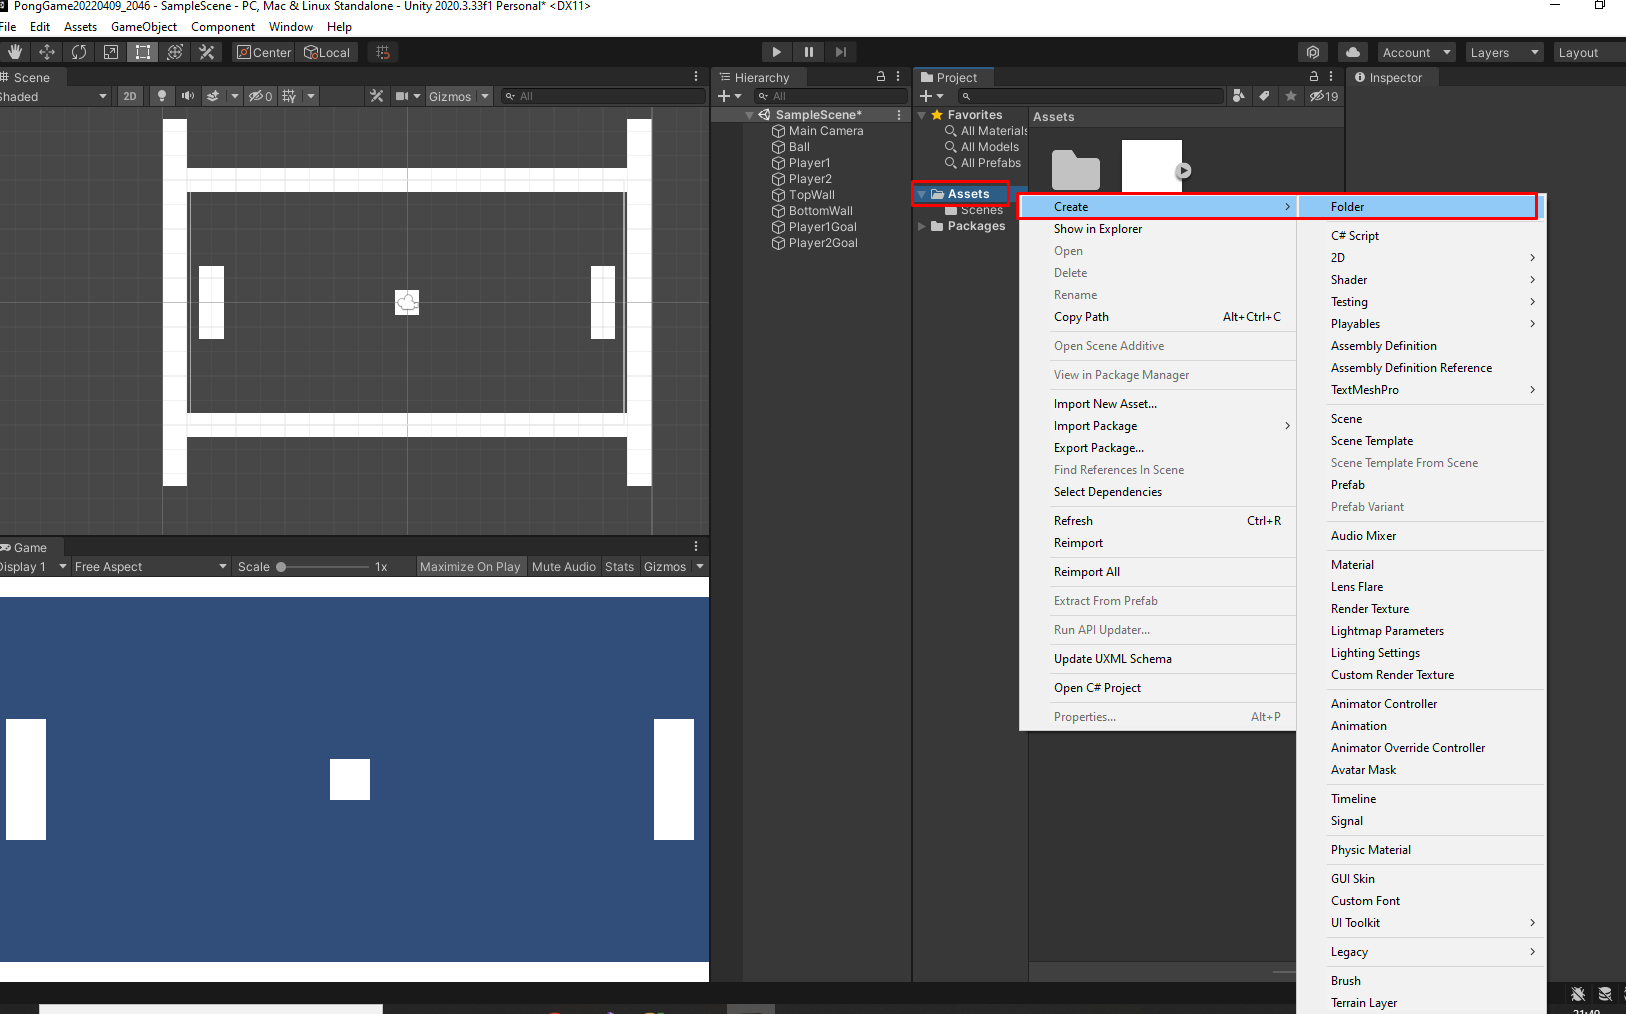 PongGame20220409_2046 - SampleScene - PC, Mac & Linux Standalone - Unity 2020.3.33f1 Personal* <DX11>
File Edit Assets GameObject Component Window Help
Center Local Account Layers Layout
Scene
Shaded 2D 0 Gizmos All
Hierarchy
All
SampleScene*
Main Camera
Ball
Player1
Player2
TopWall
BottomWall
Player1Goal
Player2Goal
Project
19
Favorites
All Materials
All Models
All Prefabs
Assets
Scenes
Packages
Assets
Inspector
Create
Show in Explorer
Open
Delete
Rename
Copy Path Alt+Ctrl+C
Open Scene Additive
View in Package Manager
Import New Asset...
Import Package
Export Package...
Find References In Scene
Select Dependencies
Refresh Ctrl+R
Reimport
Reimport All
Extract From Prefab
Run API Updater...
Update UXML Schema
Open C# Project
Properties... Alt+P
Folder
C# Script
2D
Shader
Testing
Playables
Assembly Definition
Assembly Definition Reference
TextMeshPro
Scene
Scene Template
Scene Template From Scene
Prefab
Prefab Variant
Audio Mixer
Material
Lens Flare
Render Texture
Lightmap Parameters
Lighting Settings
Custom Render Texture
Animator Controller
Animation
Animator Override Controller
Avatar Mask
Timeline
Signal
Physic Material
GUI Skin
Custom Font
UI Toolkit
Legacy
Brush
Terrain Layer
Game
Display 1 Free Aspect Scale 1x Maximize On Play Mute Audio Stats Gizmos